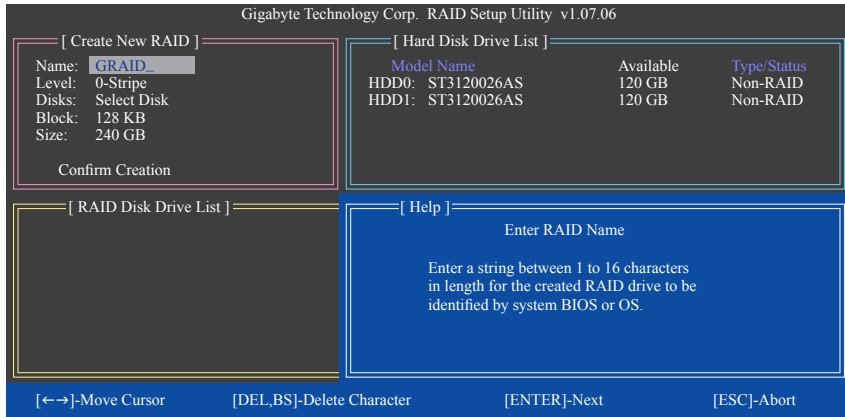 Gigabyte Technology Corp. RAID Setup Utility v1.07.06
[ Create New RAID ]
Name: GRAID_
Level: 0-Stripe
Disks: Select Disk
Block: 128 KB
Size: 240 GB
Confirm Creation
[ Hard Disk Drive List ]
Model Name Available Type/Status
HDD0: ST3120026AS 120 GB Non-RAID
HDD1: ST3120026AS 120 GB Non-RAID
[ RAID Disk Drive List ]
[ Help ]
Enter RAID Name
Enter a string between 1 to 16 characters
in length for the created RAID drive to be
identified by system BIOS or OS.
[←→]-Move Cursor [DEL,BS]-Delete Character [ENTER]-Next [ESC]-Abort